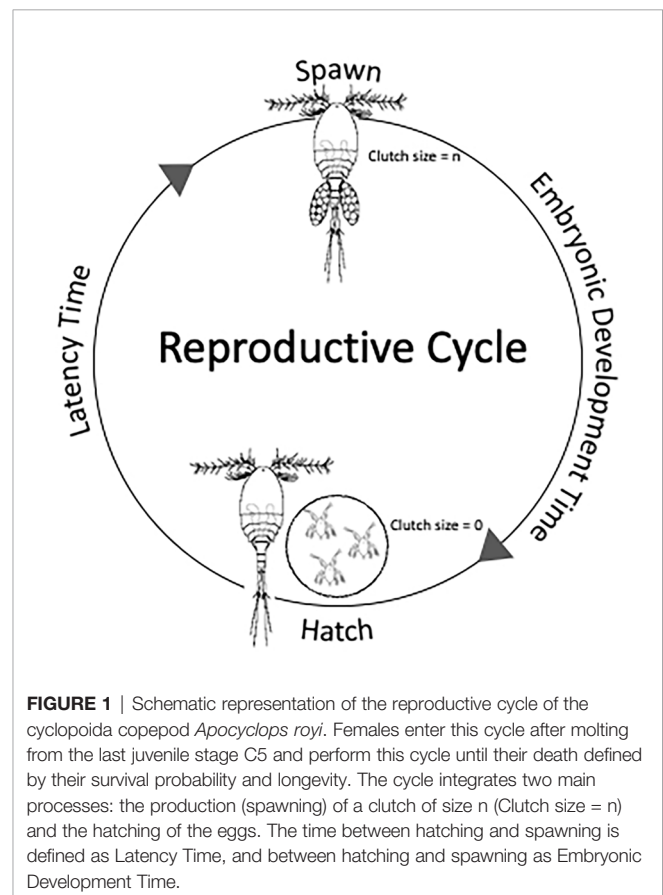 Spawn
Clutch size = n
Embryonic Development Time
Latency Time
Reproductive Cycle
Clutch size = 0
Hatch
FIGURE 1 | Schematic representation of the reproductive cycle of the
cyclopoida copepod Apocyclops royi. Females enter this cycle after molting
from the last juvenile stage C5 and perform this cycle until their death defined
by their survival probability and longevity. The cycle integrates two main
processes: the production (spawning) of a clutch of size n (Clutch size = n)
and the hatching of the eggs. The time between hatching and spawning is
defined as Latency Time, and between hatching and spawning as Embryonic
Development Time.